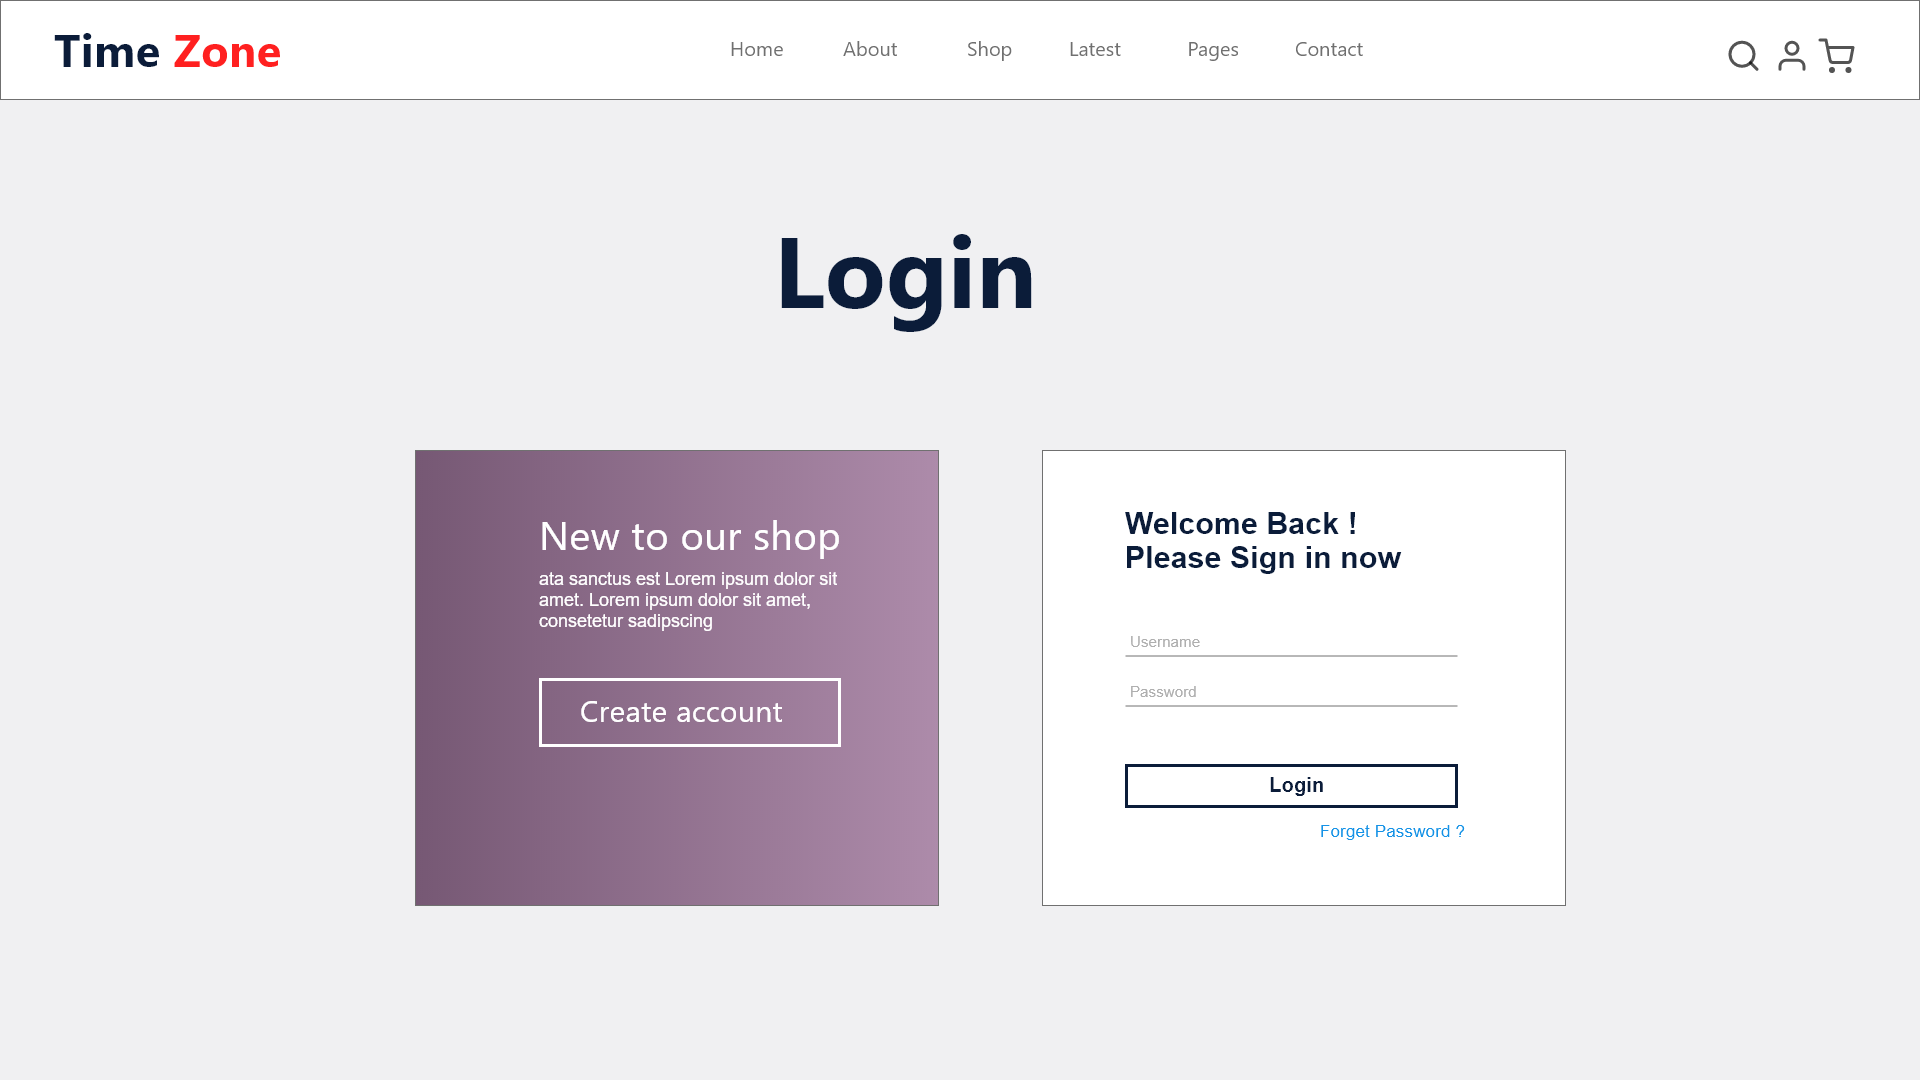 Time Zone
Home About Shop Latest Pages Contact
Login
New to our shop
ata sanctus est Lorem ipsum dolor sit
amet. Lorem ipsum dolor sit amet,
consetetur sadipscing
Create account
Welcome Back !
Please Sign in now
Username
Password
Login
Forget Password ?